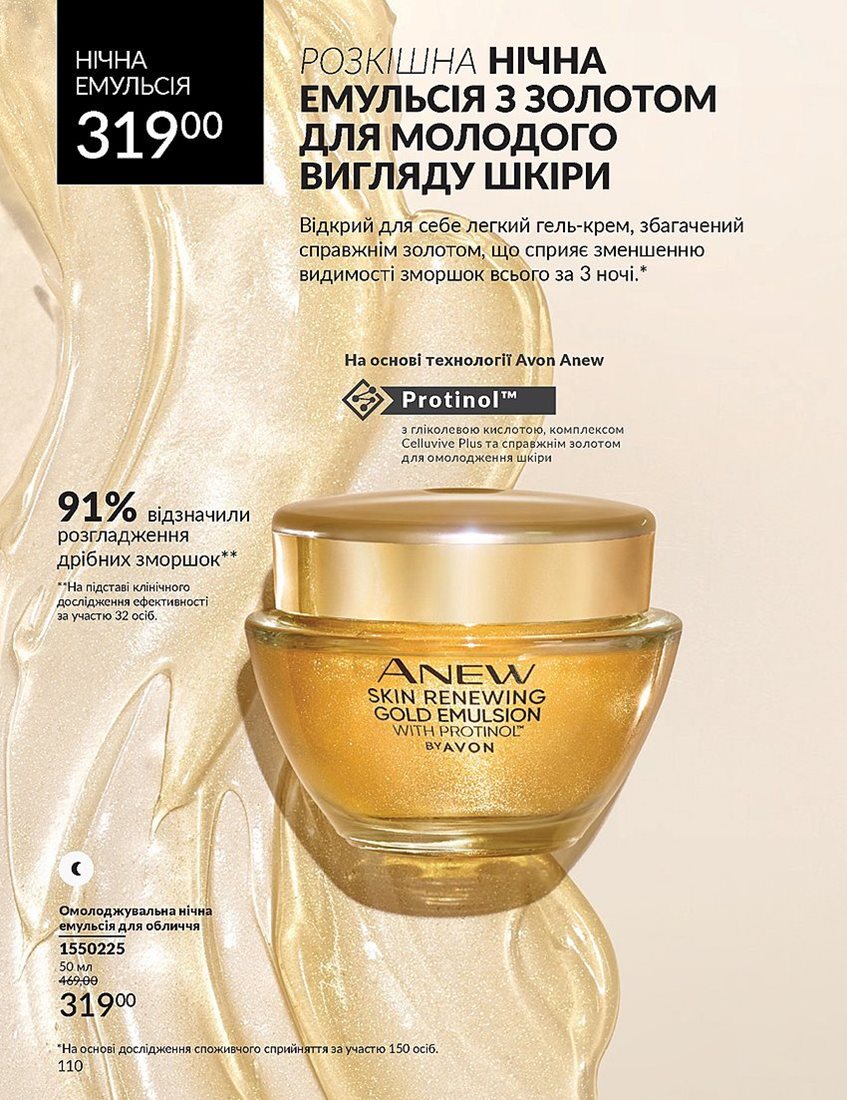 НІЧНА
ЕМУЛЬСІЯ
319⁰⁰
РОЗКІШНА НІЧНА
ЕМУЛЬСІЯ З ЗОЛОТОМ
ДЛЯ МОЛОДОГО
ВИГЛЯДУ ШКІРИ
Відкрий для себе легкий гель-крем, збагачений
справжнім золотом, що сприяє зменшенню
видимості зморшок всього за 3 ночі.*
На основі технології Avon Anew
Protinol™
з гліколевою кислотою, комплексом
Celluvive Plus та справжнім золотом
для омолодження шкіри
91% відзначили
розгладження
дрібних зморшок**
**На підставі клінічного
дослідження ефективності
за участю 32 осіб.
ANEW
SKIN RENEWING
GOLD EMULSION
WITH PROTINOL™
BY AVON
Омолоджувальна нічна
емульсія для обличчя
1550225
50 мл
469,00
319⁰⁰
*На основі дослідження споживчого сприйняття за участю 150 осіб.
110